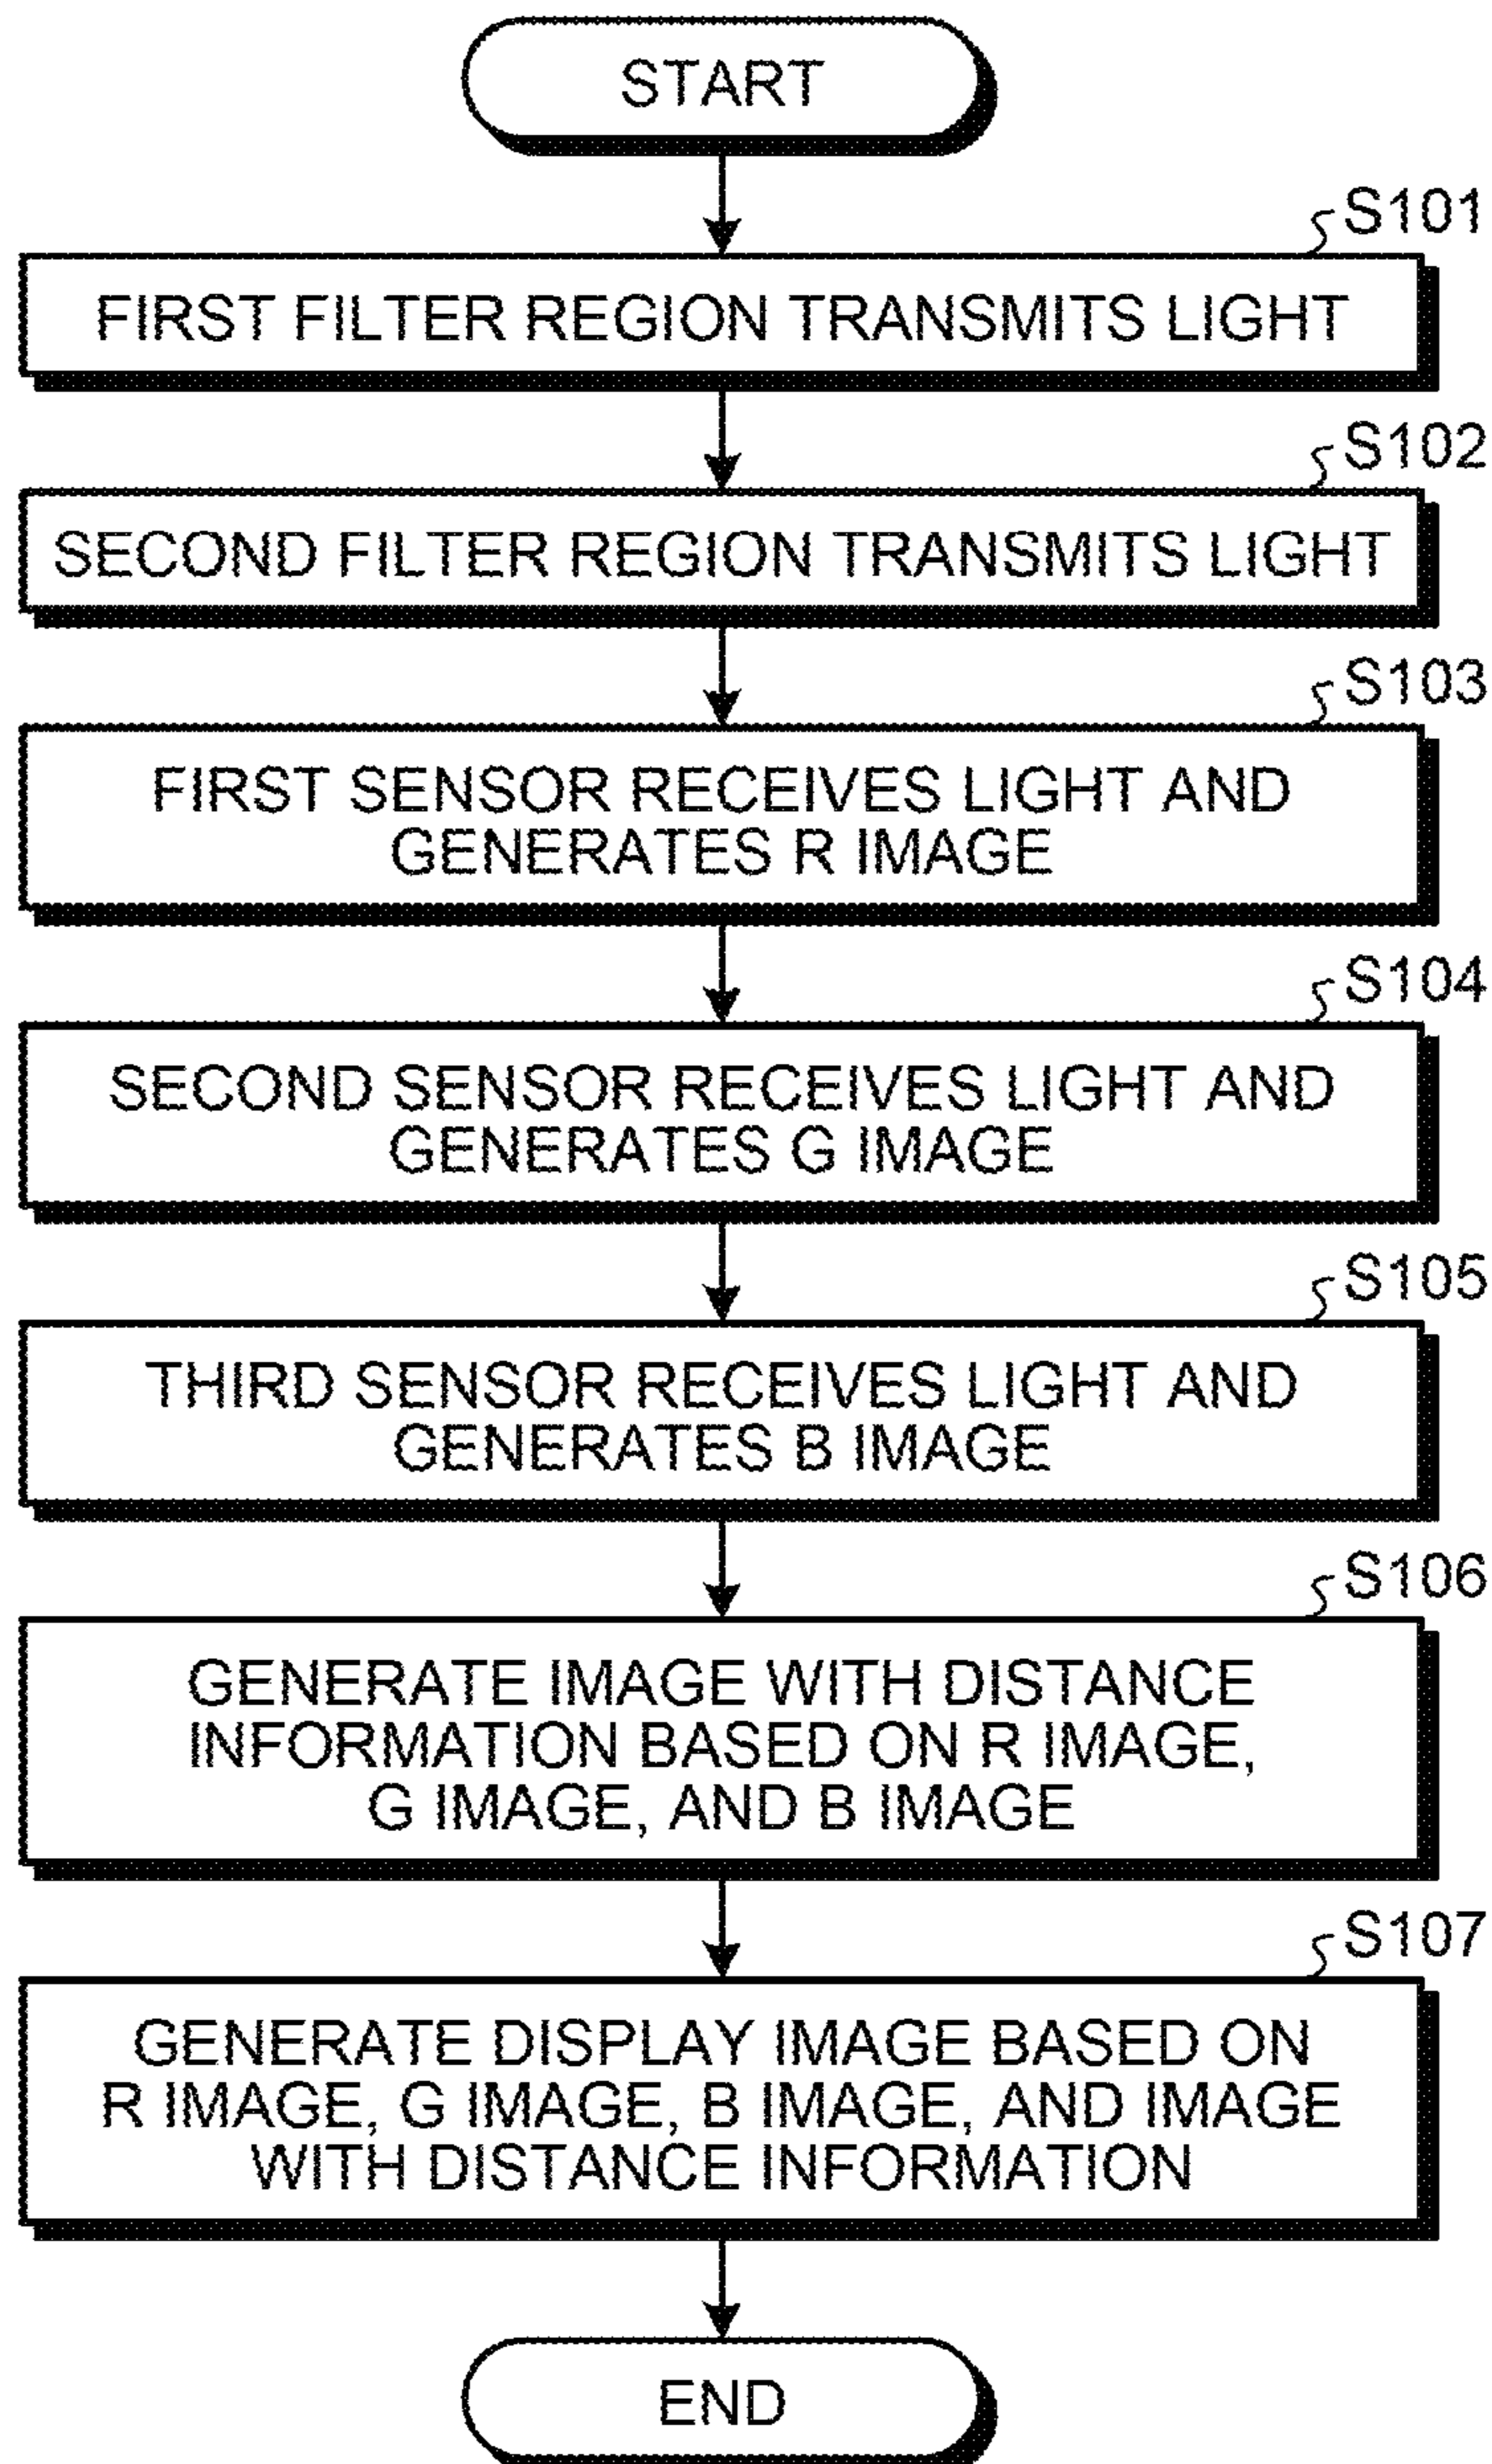 START
S101
FIRST FILTER REGION TRANSMITS LIGHT
S102
SECOND FILTER REGION TRANSMITS LIGHT
S103
FIRST SENSOR RECEIVES LIGHT AND
GENERATES R IMAGE
S104
SECOND SENSOR RECEIVES LIGHT AND
GENERATES G IMAGE
S105
THIRD SENSOR RECEIVES LIGHT AND
GENERATES B IMAGE
S106
GENERATE IMAGE WITH DISTANCE
INFORMATION BASED ON R IMAGE,
G IMAGE, AND B IMAGE
S107
GENERATE DISPLAY IMAGE BASED ON
R IMAGE, G IMAGE, B IMAGE, AND IMAGE
WITH DISTANCE INFORMATION
END